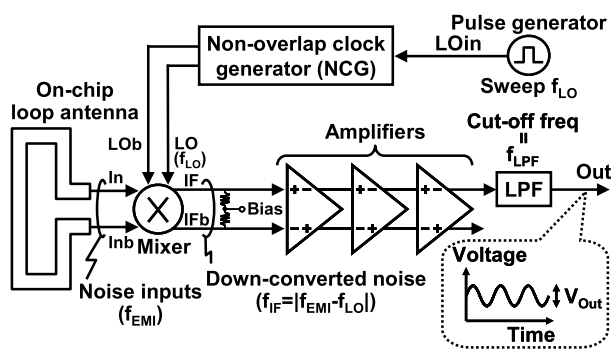 Pulse generator
Non-overlap clock
generator (NCG)
LOin
Sweep fLO
On-chip
loop antenna
LOb
LO
(fLO)
Amplifiers
Cut-off freq
=
fLPF
In
IF
LPF
Out
Bias
Inb
Mixer
IFb
Noise inputs
(fEMI)
Down-converted noise
(fIF=|fEMI-fLO|)
Voltage
VOut
Time